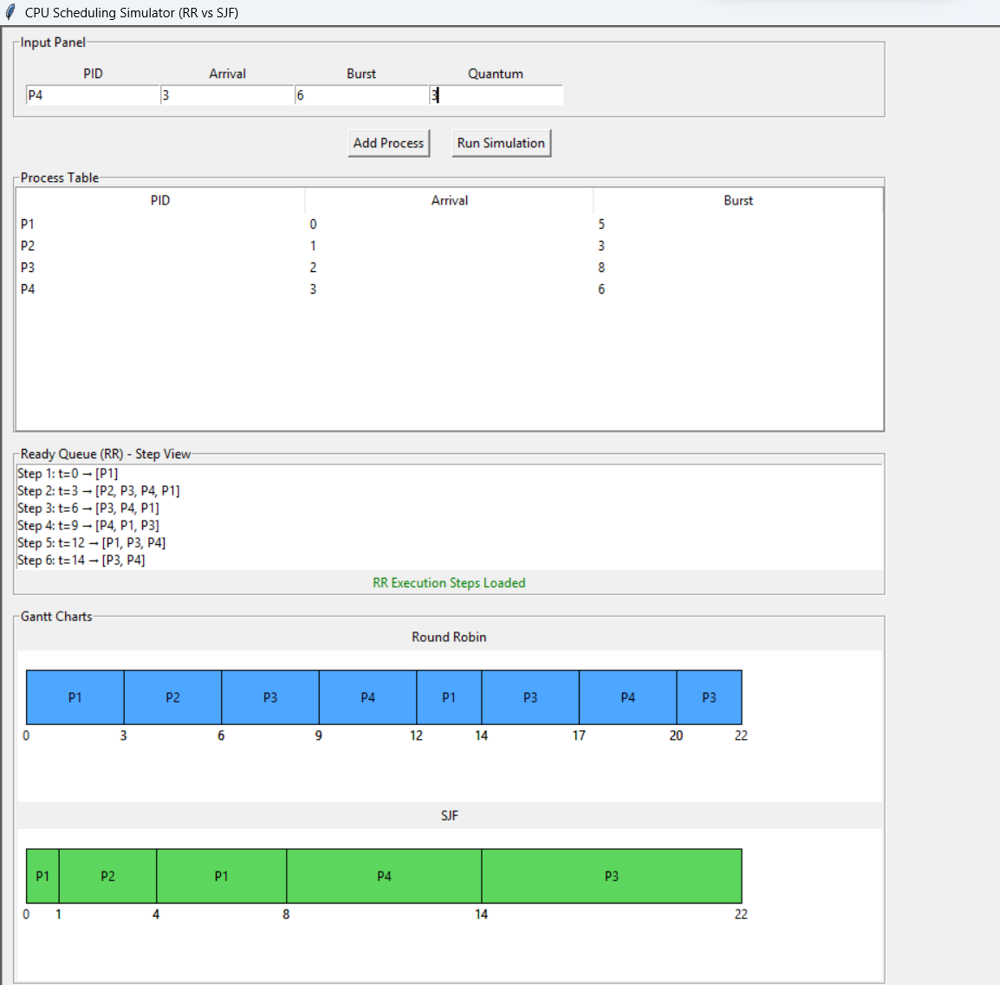 CPU Scheduling Simulator (RR vs SJF)
Input Panel
PID Arrival Burst Quantum
P4 3 6 3
Add Process Run Simulation
Process Table
PID Arrival Burst
P1 0 5
P2 1 3
P3 2 8
P4 3 6
Ready Queue (RR) - Step View
Step 1: t=0 → [P1]
Step 2: t=3 → [P2, P3, P4, P1]
Step 3: t=6 → [P3, P4, P1]
Step 4: t=9 → [P4, P1, P3]
Step 5: t=12 → [P1, P3, P4]
Step 6: t=14 → [P3, P4]
RR Execution Steps Loaded
Gantt Charts
Round Robin
P1 P2 P3 P4 P1 P3 P4 P3
0 3 6 9 12 14 17 20 22
SJF
P1 P2 P1 P4 P3
0 1 4 8 14 22